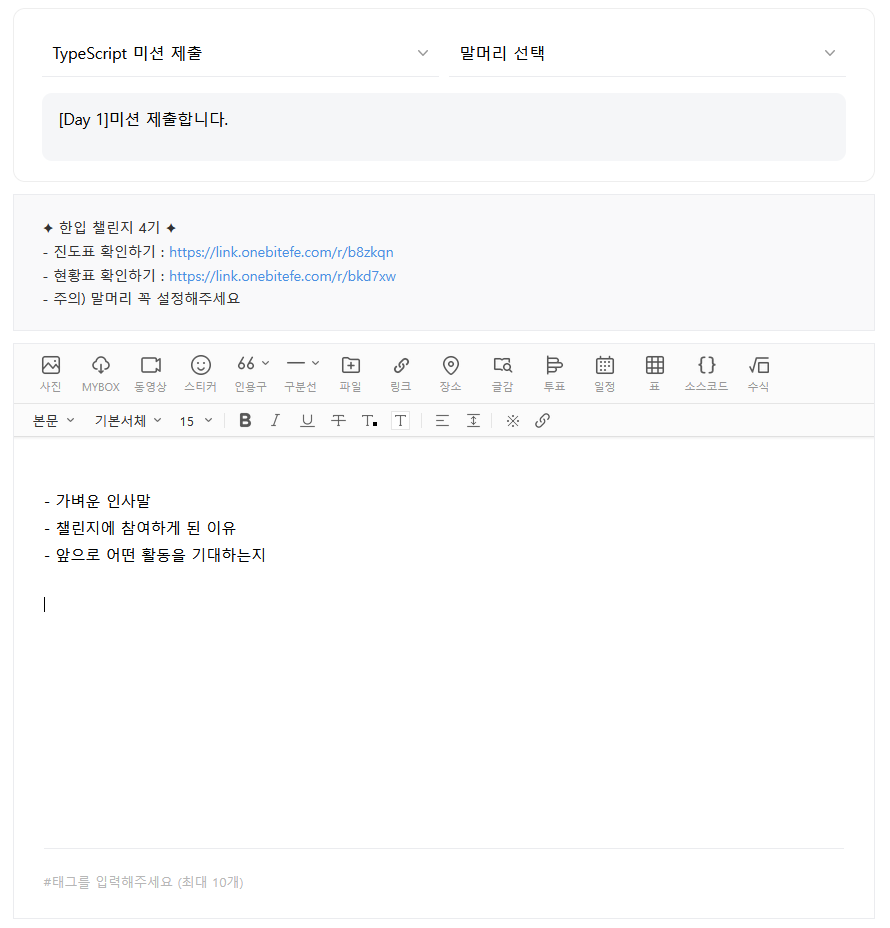 TypeScript 미션 제출
말머리 선택
[Day 1]미션 제출합니다.
✦ 한입 챌린지 4기 ✦
- 진도표 확인하기 : https://link.onebitefe.com/r/b8zkqn
- 현황표 확인하기 : https://link.onebitefe.com/r/bkd7xw
- 주의) 말머리 꼭 설정해주세요
사진 MYBOX 동영상 스티커 인용구 구분선 파일 링크 장소 글감 투표 일정 표 소스코드 수식
본문 기본서체 15 B I U T T. T
- 가벼운 인사말
- 챌린지에 참여하게 된 이유
- 앞으로 어떤 활동을 기대하는지
#태그를 입력해주세요 (최대 10개)